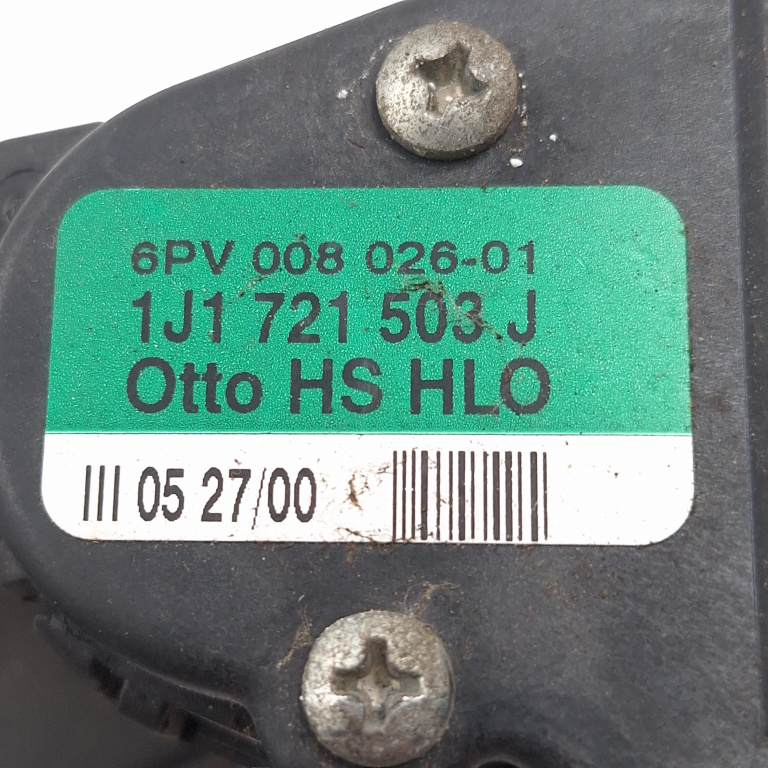 6PV 008 026-01
1J1 721 503 J
Otto HS HLO
III 05 27/00